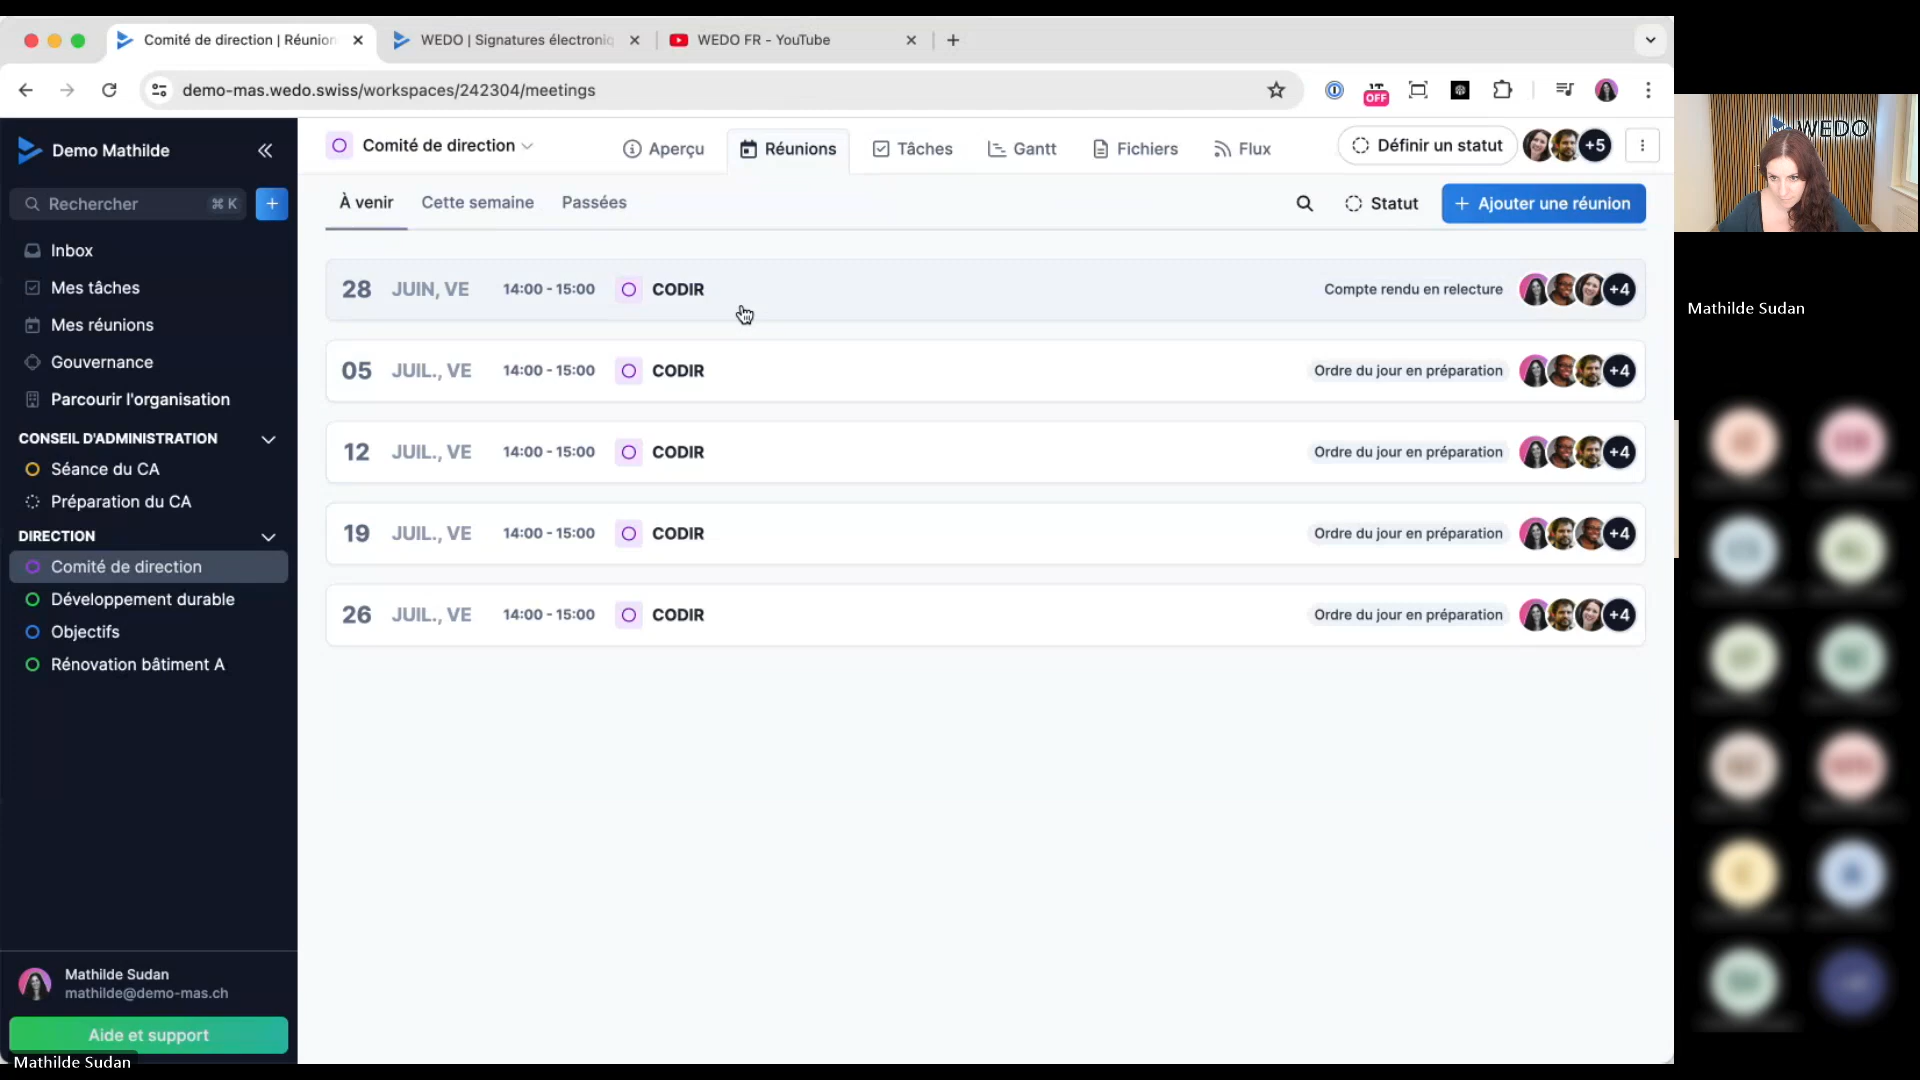 Comité de direction | Réunion
WEDO | Signatures électroniq
WEDO FR - YouTube
demo-mas.wedo.swiss/workspaces/242304/meetings
OFF
Demo Mathilde
Rechercher ⌘ K
Inbox
Mes tâches
Mes réunions
Gouvernance
Parcourir l'organisation
CONSEIL D'ADMINISTRATION
Séance du CA
Préparation du CA
DIRECTION
Comité de direction
Développement durable
Objectifs
Rénovation bâtiment A
Mathilde Sudan
mathilde@demo-mas.ch
Aide et support
Mathilde Sudan
Comité de direction
Aperçu
Réunions
Tâches
Gantt
Fichiers
Flux
Définir un statut
+5
À venir
Cette semaine
Passées
Statut
+ Ajouter une réunion
28 JUIN, VE 14:00 - 15:00 CODIR Compte rendu en relecture +4
05 JUIL., VE 14:00 - 15:00 CODIR Ordre du jour en préparation +4
12 JUIL., VE 14:00 - 15:00 CODIR Ordre du jour en préparation +4
19 JUIL., VE 14:00 - 15:00 CODIR Ordre du jour en préparation +4
26 JUIL., VE 14:00 - 15:00 CODIR Ordre du jour en préparation +4
WEDO
Mathilde Sudan